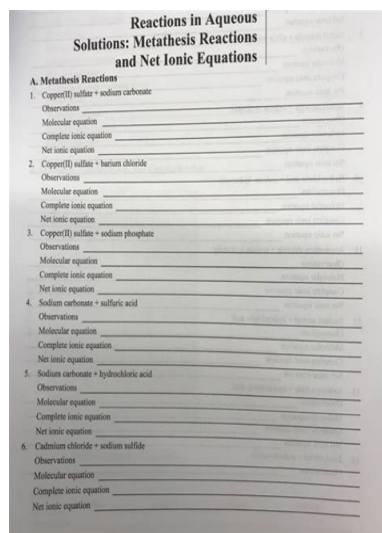 Reactions in Aqueous
Solutions: Metathesis Reactions
and Net Ionic Equations
A. Metathesis Reactions
1. Copper(II) sulfate + sodium carbonate
Observations
Molecular equation
Complete ionic equation
Net ionic equation
2. Copper(II) sulfate + barium chloride
Observations
Molecular equation
Complete ionic equation
Net ionic equation
3. Copper(II) sulfate + sodium phosphate
Observations
Molecular equation
Complete ionic equation
Net ionic equation
4. Sodium carbonate + sulfuric acid
Observations
Molecular equation
Complete ionic equation
Net ionic equation
5. Sodium carbonate + hydrochloric acid
Observations
Molecular equation
Complete ionic equation
Net ionic equation
6. Cadmium chloride + sodium sulfide
Observations
Molecular equation
Complete ionic equation
Net ionic equation